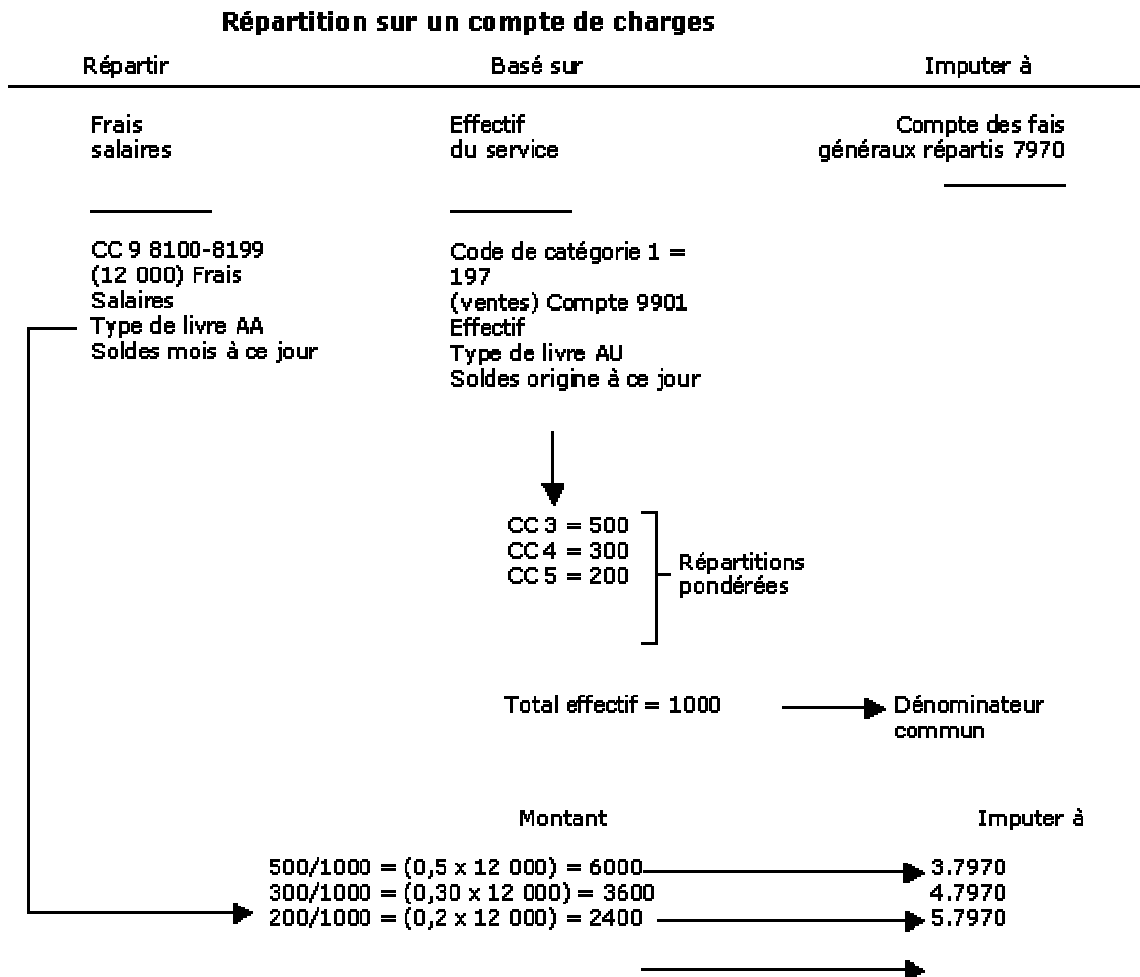 Répartition sur un compte de charges
Répartir
Basé sur
Imputer à
Frais
salaires
Effectif
du service
Compte des fais
généraux répartis 7970
CC 9 8100-8199
(12 000) Frais
Salaires
Type de livre AA
Soldes mois à ce jour
Code de catégorie 1 =
197
(ventes) Compte 9901
Effectif
Type de livre AU
Soldes origine à ce jour
CC 3 = 500
CC 4 = 300
CC 5 = 200
Répartitions
pondérées
Total effectif = 1000
Dénominateur
commun
Montant
Imputer à
500/1000 = (0,5 x 12 000) = 6000 3.7970
300/1000 = (0,30 x 12 000) = 3600 4.7970
200/1000 = (0,2 x 12 000) = 2400 5.7970